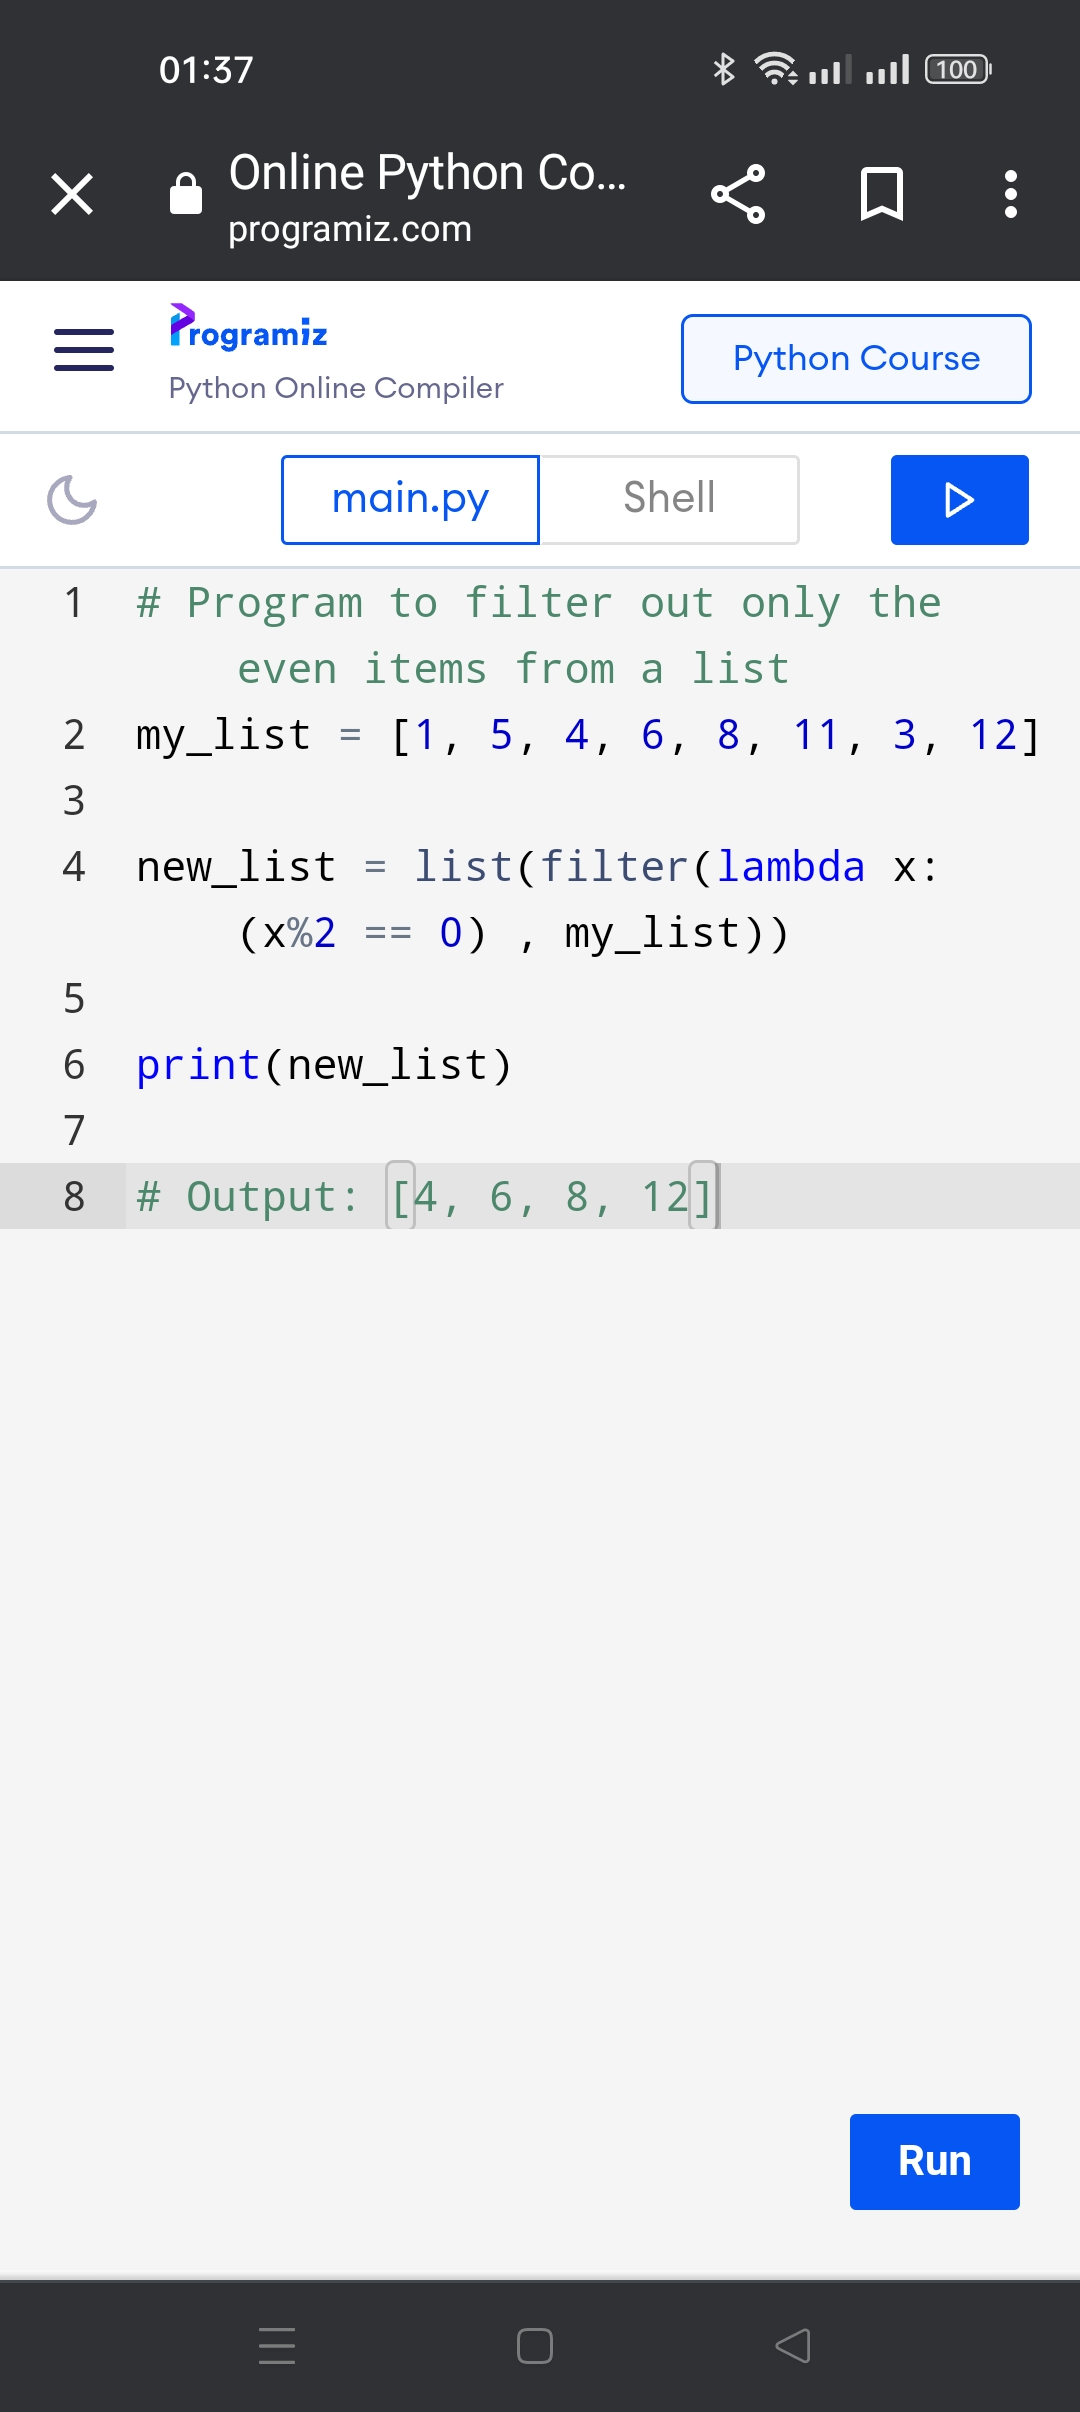 01:37
100
Online Python Co...
programiz.com
Programiz
Python Online Compiler
Python Course
main.py
Shell
1 # Program to filter out only the
even items from a list
2 my_list = [1, 5, 4, 6, 8, 11, 3, 12]
3
4 new_list = list(filter(lambda x:
(x%2 == 0) , my_list))
5
6 print(new_list)
7
8 # Output: [4, 6, 8, 12]
Run